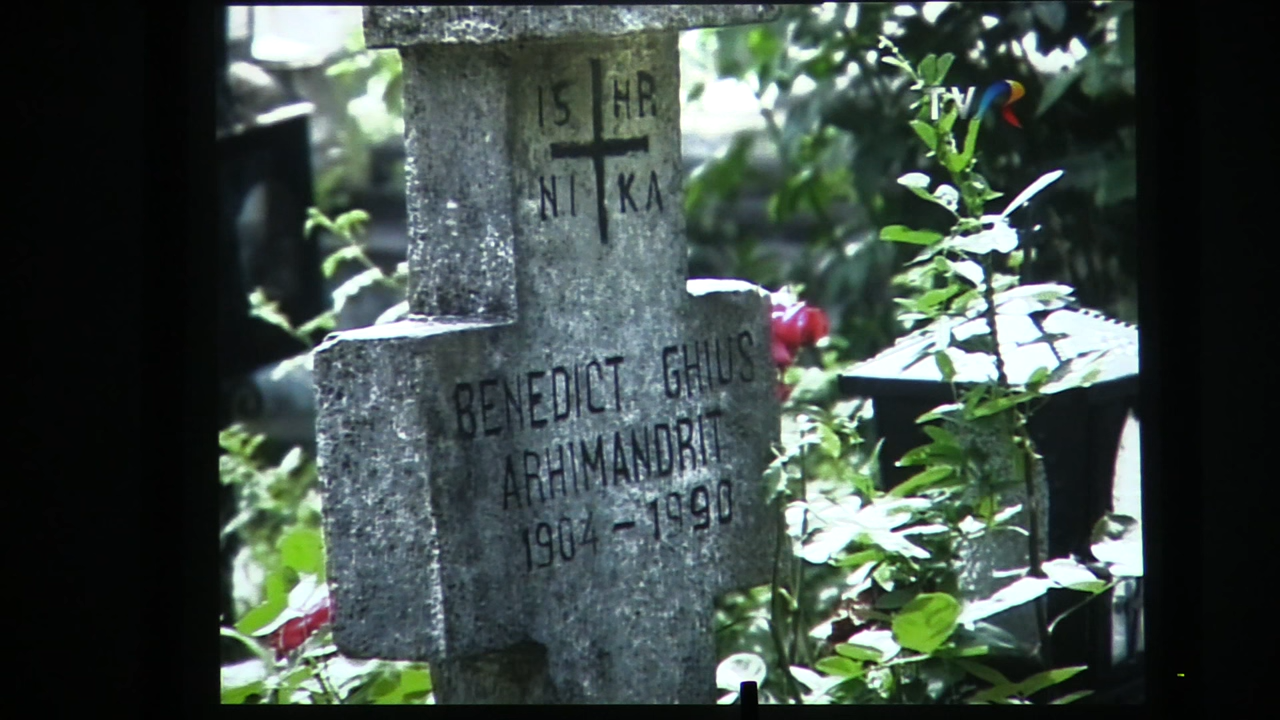 IS HR
NI KA
TVR
BENEDICT GHIUS
ARHIMANDRIT
1904 - 1990